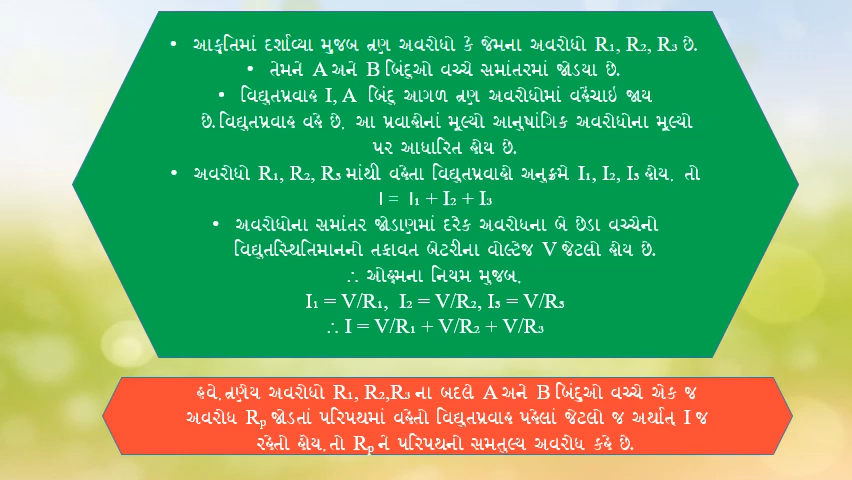 • આકૃતિમાં દર્શાવ્યા મુજબ ત્રણ અવરોધો કે જેમના અવરોધો R₁, R₂, R₃ છે.
• તેમને A અને B બિંદુઓ વચ્ચે સમાંતરમાં જોડયા છે.
• વિદ્યુતપ્રવાહ I, A બિંદુ આગળ ત્રણ અવરોધોમાં વહેંચાઇ જાય
છે. વિદ્યુતપ્રવાહ વહે છે. આ પ્રવાહોનાં મૂલ્યો આનુષાંગિક અવરોધોના મૂલ્યો
પર આધારિત હોય છે.
• અવરોધો R₁, R₂, R₃ માંથી વહેતા વિદ્યુતપ્રવાહો અનુક્રમે I₁, I₂, I₃ હોય. તો
I = I₁ + I₂ + I₃
• અવરોધોના સમાંતર જોડાણમાં દરેક અવરોધના બે છેડા વચ્ચેનો
વિદ્યુતસ્થિતિમાનનો તફાવત બેટરીના વોલ્ટેજ V જેટલો હોય છે.
∴ ઓહ્મના નિયમ મુજબ,
I₁ = V/R₁, I₂ = V/R₂, I₃ = V/R₃
∴ I = V/R₁ + V/R₂ + V/R₃
હવે, ત્રણેય અવરોધો R₁, R₂,R₃ ના બદલે A અને B બિંદુઓ વચ્ચે એક જ
અવરોધ Rₚ જોડતાં પરિપથમાં વહેતો વિદ્યુતપ્રવાહ પહેલાં જેટલો જ અર્થાત્ I જ
રહેતો હોય, તો Rₚ ને પરિપથનો સમતુલ્ય અવરોધ કહે છે.